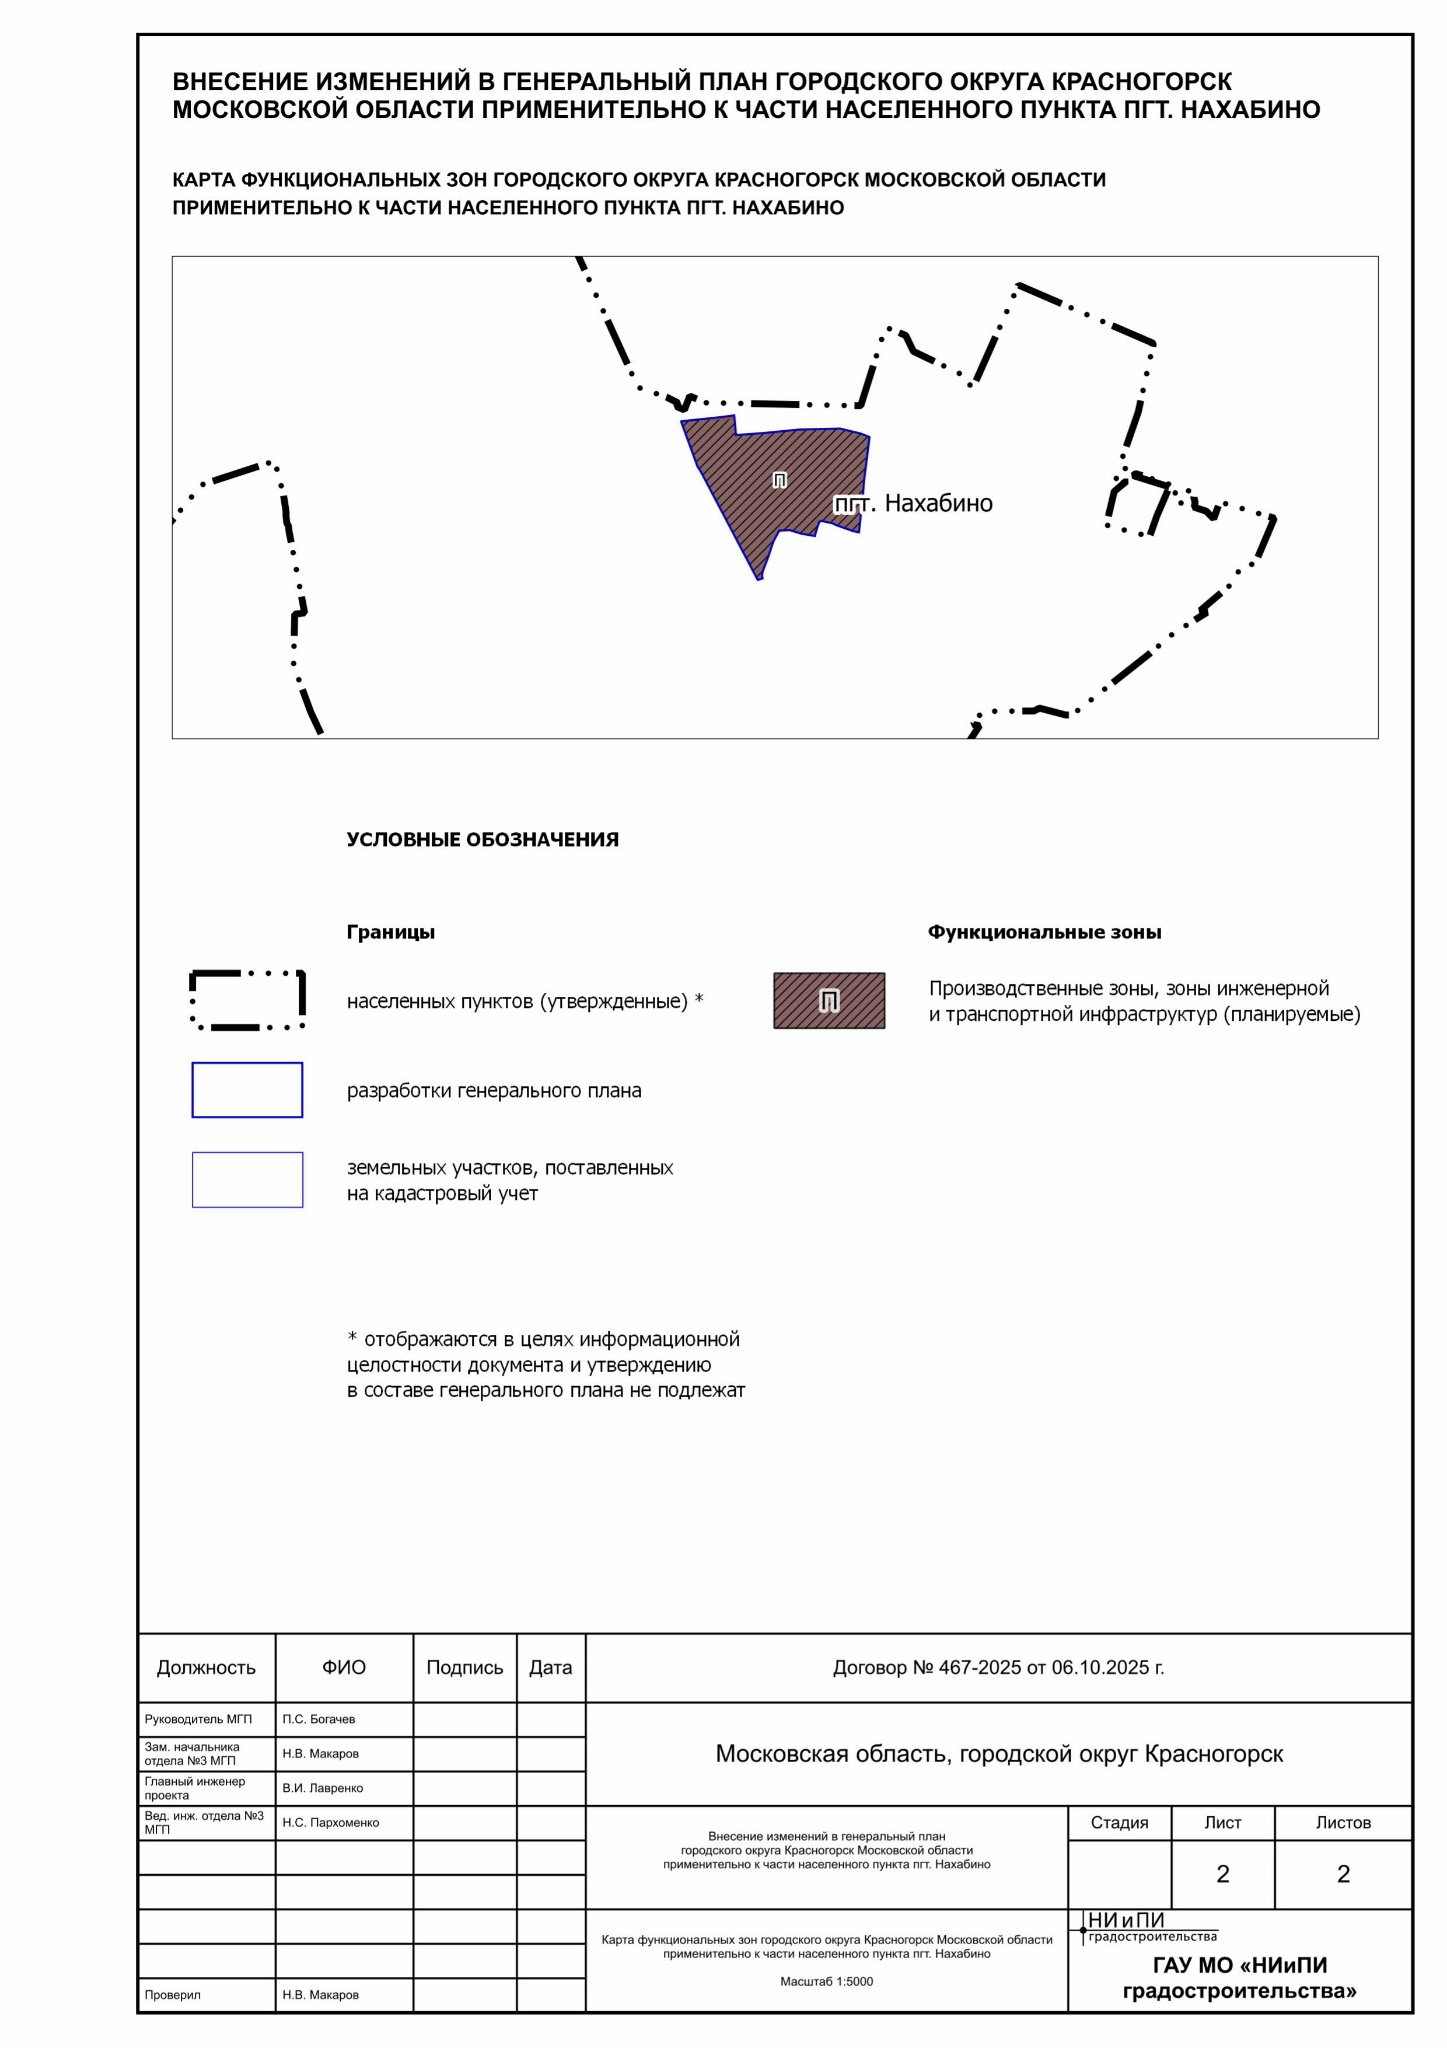 ВНЕСЕНИЕ ИЗМЕНЕНИЙ В ГЕНЕРАЛЬНЫЙ ПЛАН ГОРОДСКОГО ОКРУГА КРАСНОГОРСК
МОСКОВСКОЙ ОБЛАСТИ ПРИМЕНИТЕЛЬНО К ЧАСТИ НАСЕЛЕННОГО ПУНКТА ПГТ. НАХАБИНО
КАРТА ФУНКЦИОНАЛЬНЫХ ЗОН ГОРОДСКОГО ОКРУГА КРАСНОГОРСК МОСКОВСКОЙ ОБЛАСТИ
ПРИМЕНИТЕЛЬНО К ЧАСТИ НАСЕЛЕННОГО ПУНКТА ПГТ. НАХАБИНО
П
пгт. Нахабино
УСЛОВНЫЕ ОБОЗНАЧЕНИЯ
Границы
населенных пунктов (утвержденные) *
разработки генерального плана
земельных участков, поставленных
на кадастровый учет
Функциональные зоны
П
Производственные зоны, зоны инженерной
и транспортной инфраструктур (планируемые)
* отображаются в целях информационной
целостности документа и утверждению
в составе генерального плана не подлежат
Должность ФИО Подпись Дата
Руководитель МГП П.С. Богачев
Зам. начальника
отдела №3 МГП Н.В. Макаров
Главный инженер
проекта В.И. Лавренко
Вед. инж. отдела №3
МГП Н.С. Пархоменко
Проверил Н.В. Макаров
Договор № 467-2025 от 06.10.2025 г.
Московская область, городской округ Красногорск
Внесение изменений в генеральный план
городского округа Красногорск Московской области
применительно к части населенного пункта пгт. Нахабино
Стадия Лист Листов
2 2
Карта функциональных зон городского округа Красногорск Московской области
применительно к части населенного пункта пгт. Нахабино
Масштаб 1:5000
НИиПИ
градостроительства
ГАУ МО «НИиПИ
градостроительства»